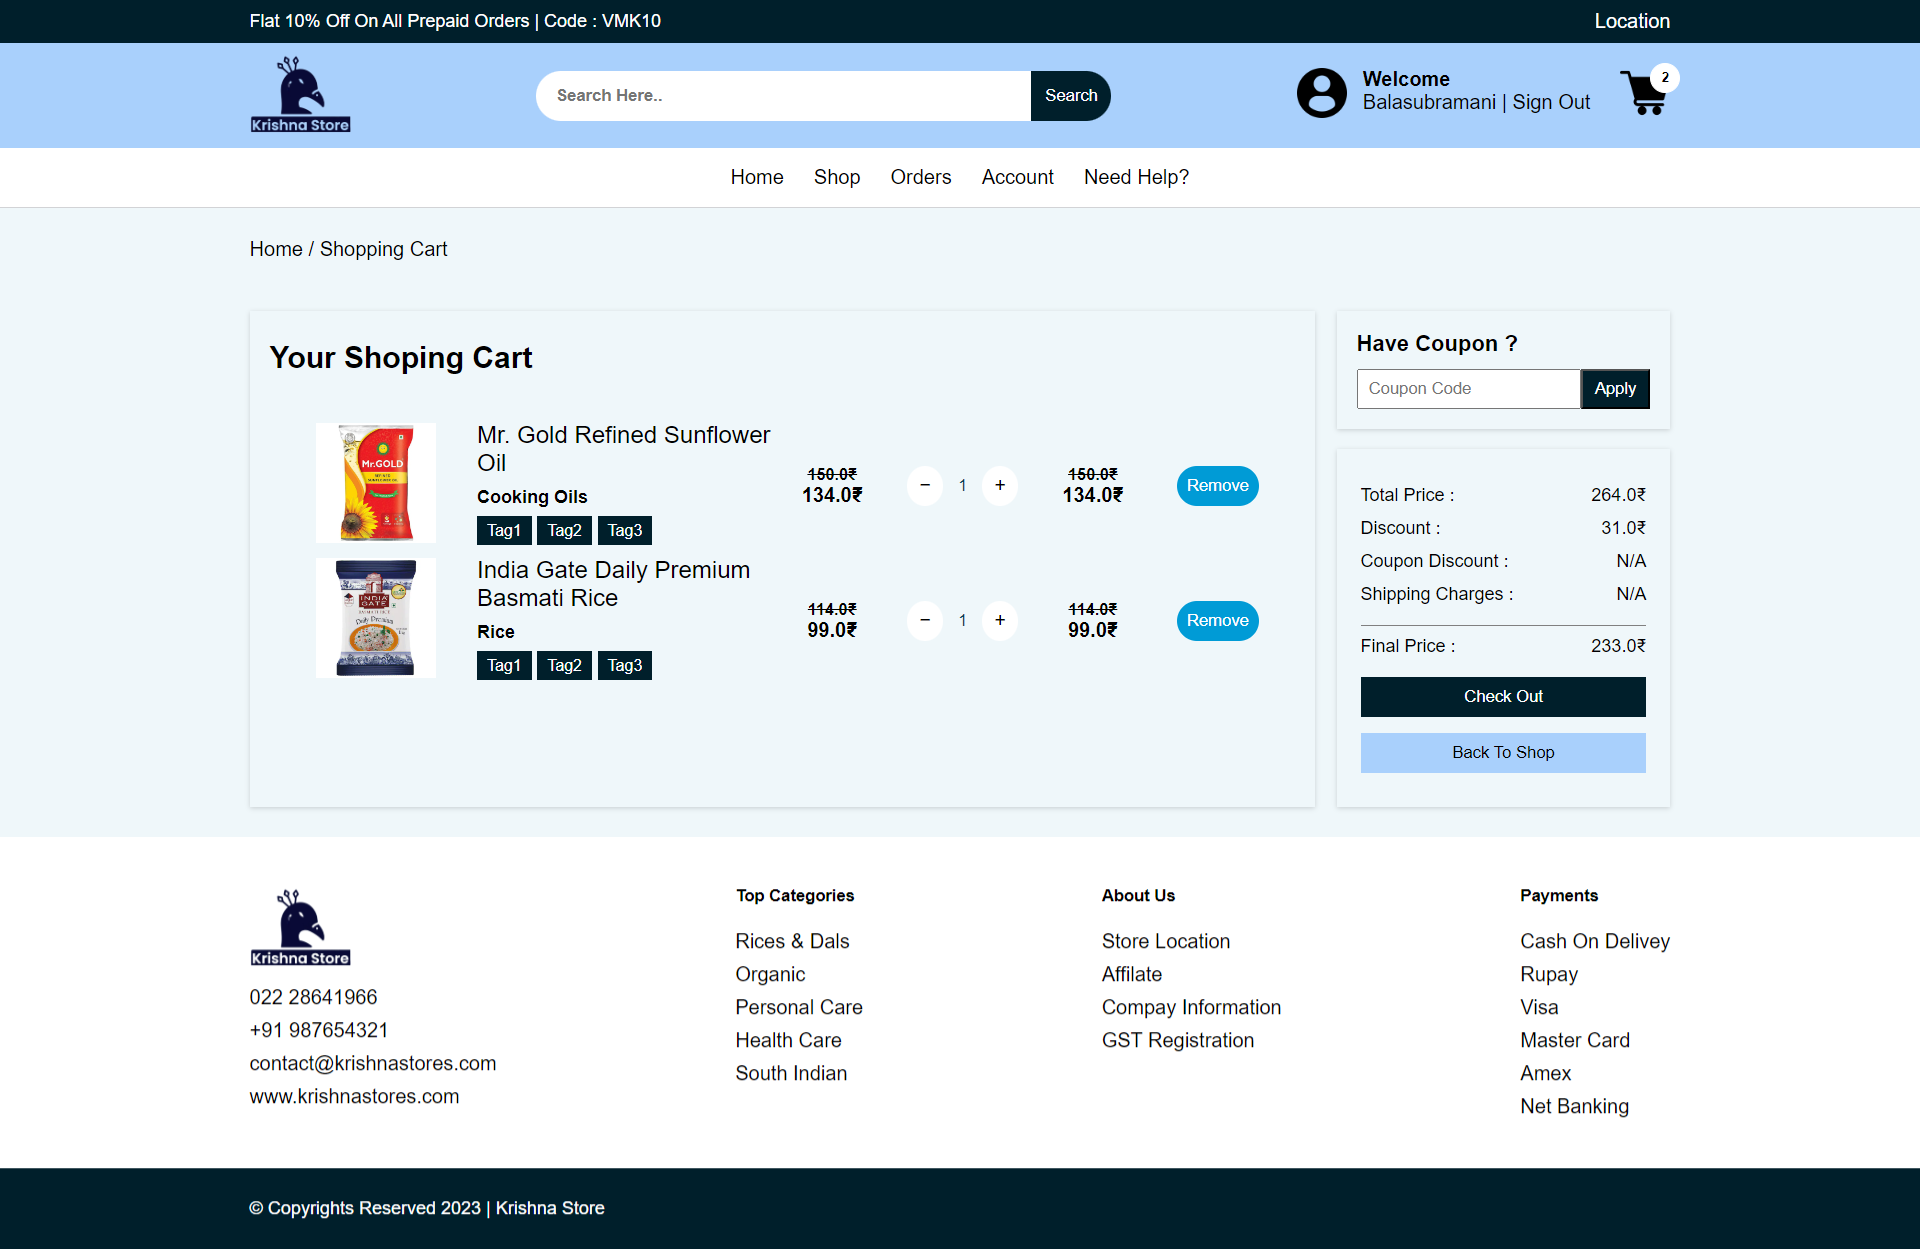 Flat 10% Off On All Prepaid Orders | Code : VMK10
Location
Krishna Store
Search Here..
Search
Welcome
Balasubramani | Sign Out
2
Home
Shop
Orders
Account
Need Help?
Home / Shopping Cart
Your Shoping Cart
Mr.GOLD
Mr. Gold Refined Sunflower
Oil
Cooking Oils
Tag1
Tag2
Tag3
150.0₹
134.0₹
−
1
+
150.0₹
134.0₹
Remove
INDIA
GATE
Daily Premium
India Gate Daily Premium
Basmati Rice
Rice
Tag1
Tag2
Tag3
114.0₹
99.0₹
−
1
+
114.0₹
99.0₹
Remove
Have Coupon ?
Coupon Code
Apply
Total Price : 264.0₹
Discount : 31.0₹
Coupon Discount : N/A
Shipping Charges : N/A
Final Price : 233.0₹
Check Out
Back To Shop
Krishna Store
022 28641966
+91 987654321
contact@krishnastores.com
www.krishnastores.com
Top Categories
Rices & Dals
Organic
Personal Care
Health Care
South Indian
About Us
Store Location
Affilate
Compay Information
GST Registration
Payments
Cash On Delivey
Rupay
Visa
Master Card
Amex
Net Banking
© Copyrights Reserved 2023 | Krishna Store